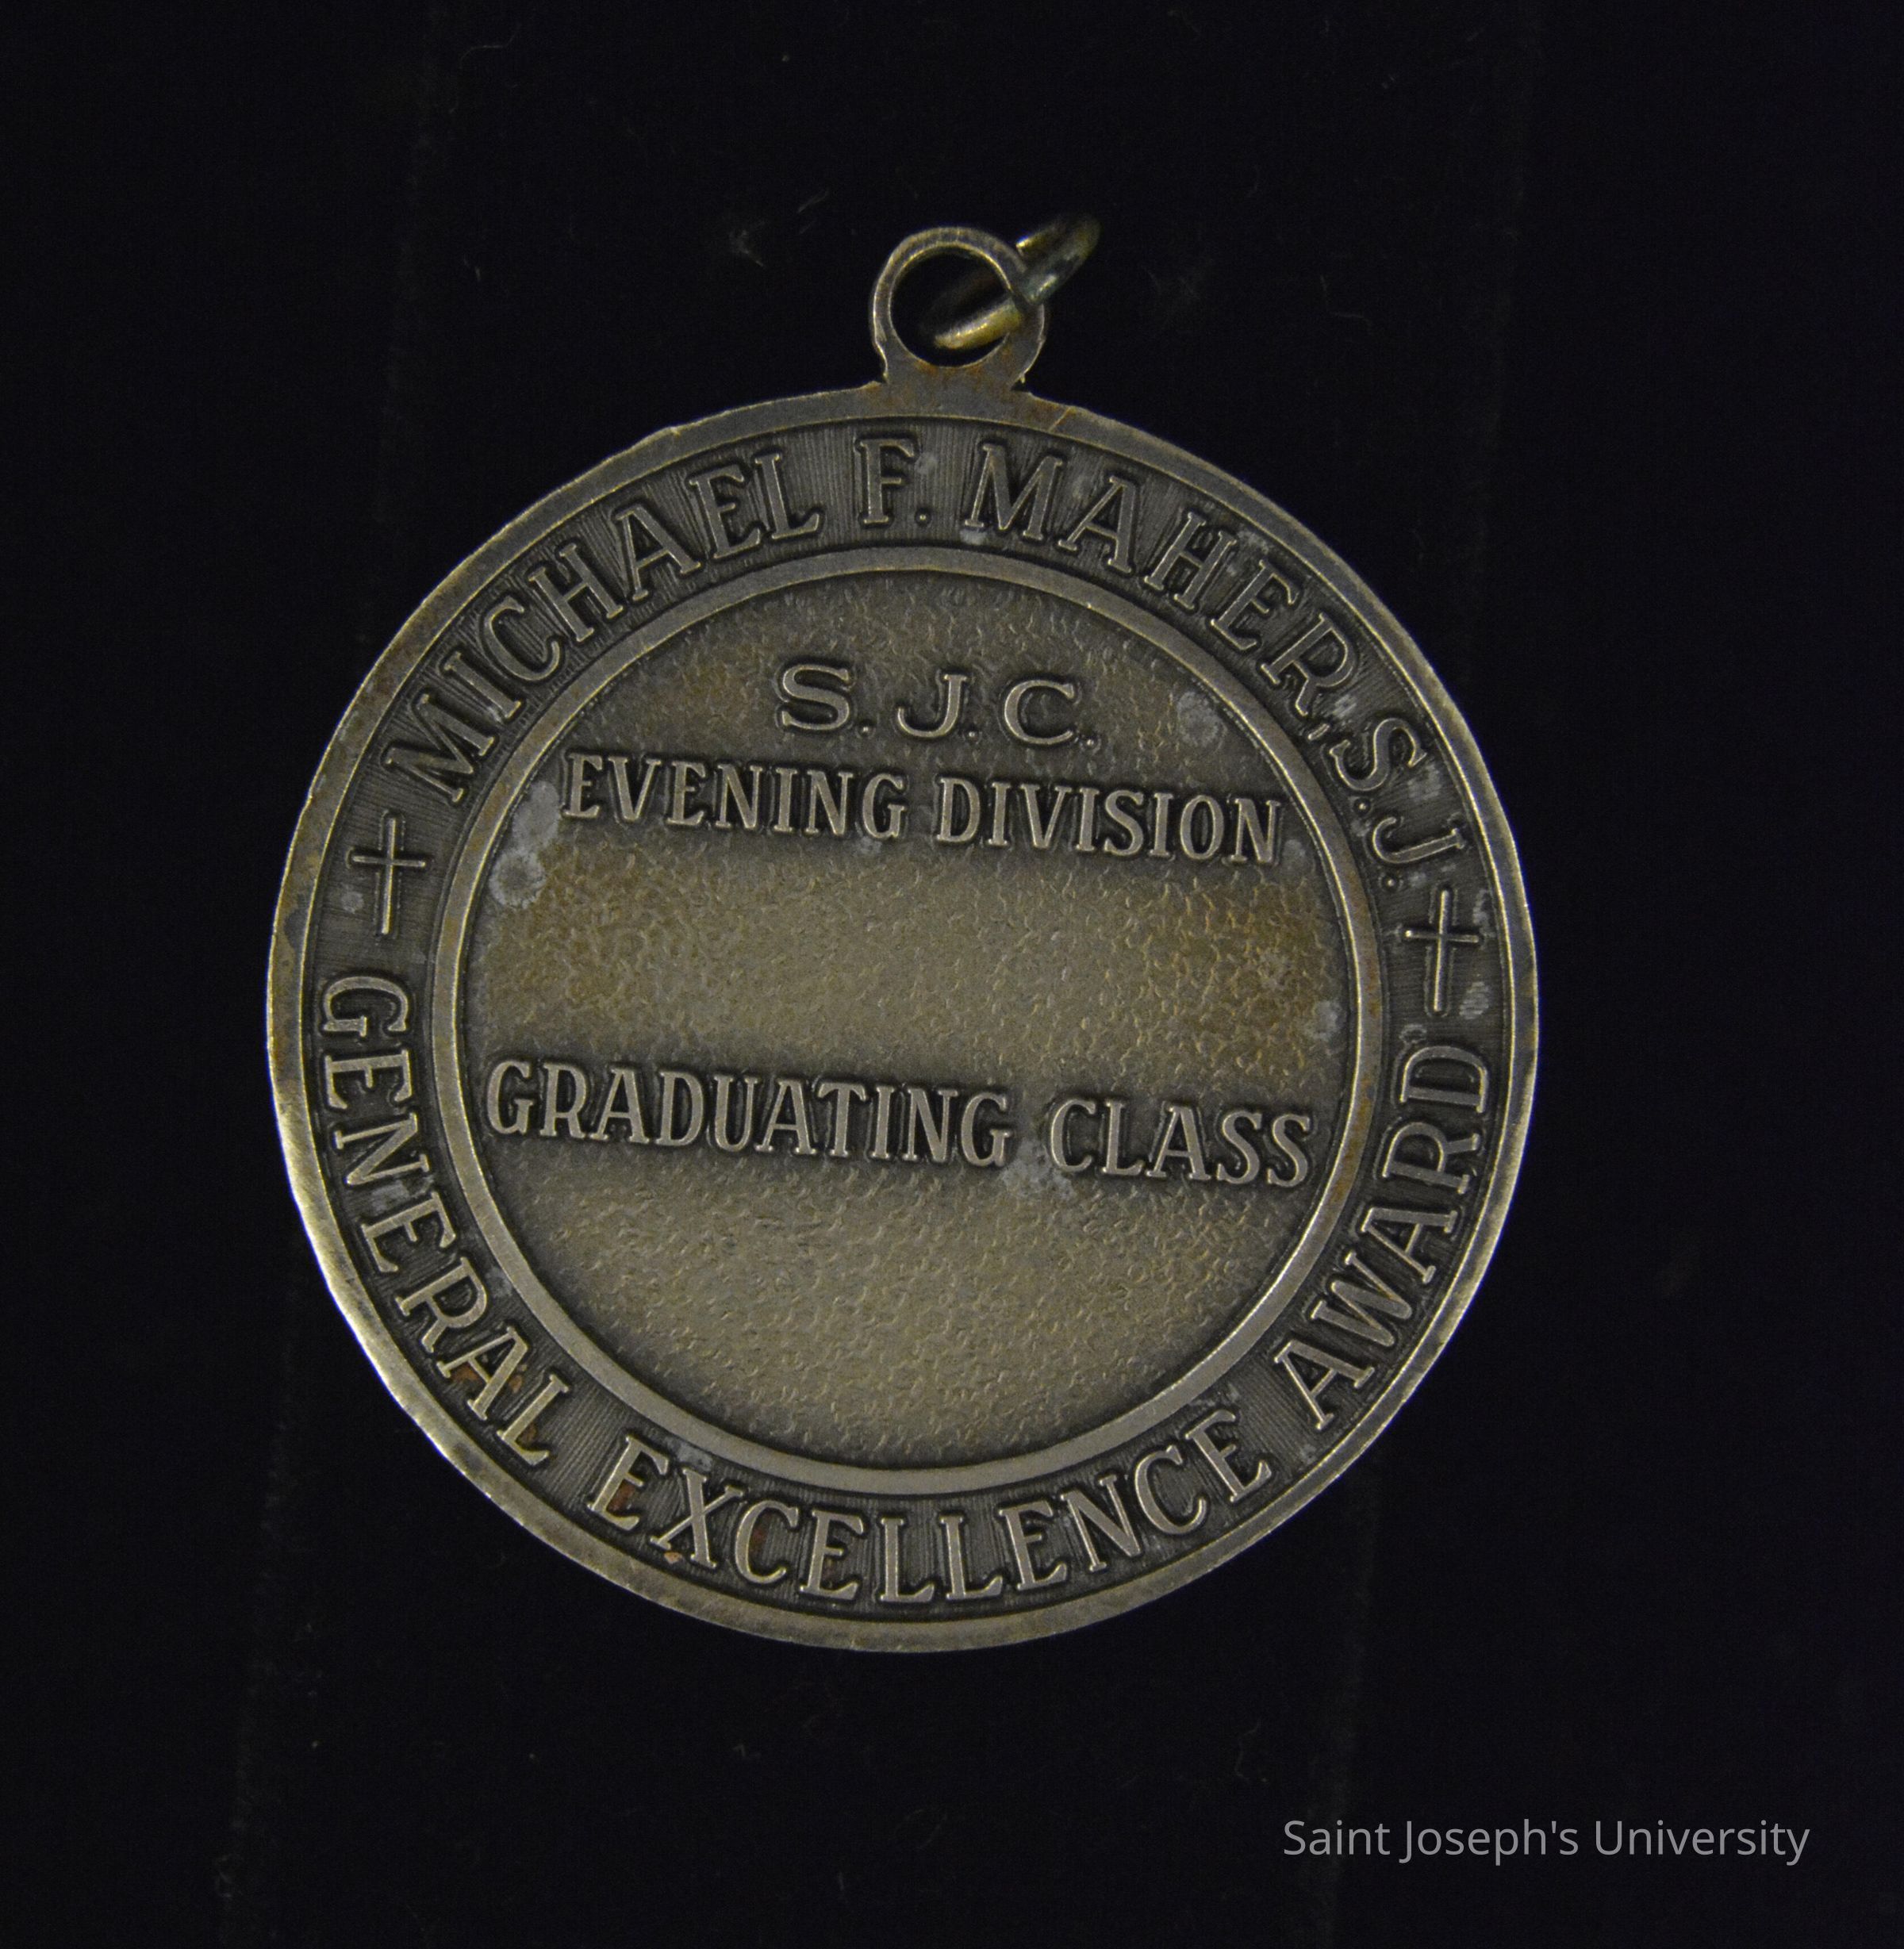 ✝ MICHAEL F. MAHER, S.J. ✝
S.J.C.
EVENING DIVISION
GRADUATING CLASS
GENERAL EXCELLENCE AWARD
Saint Joseph's University